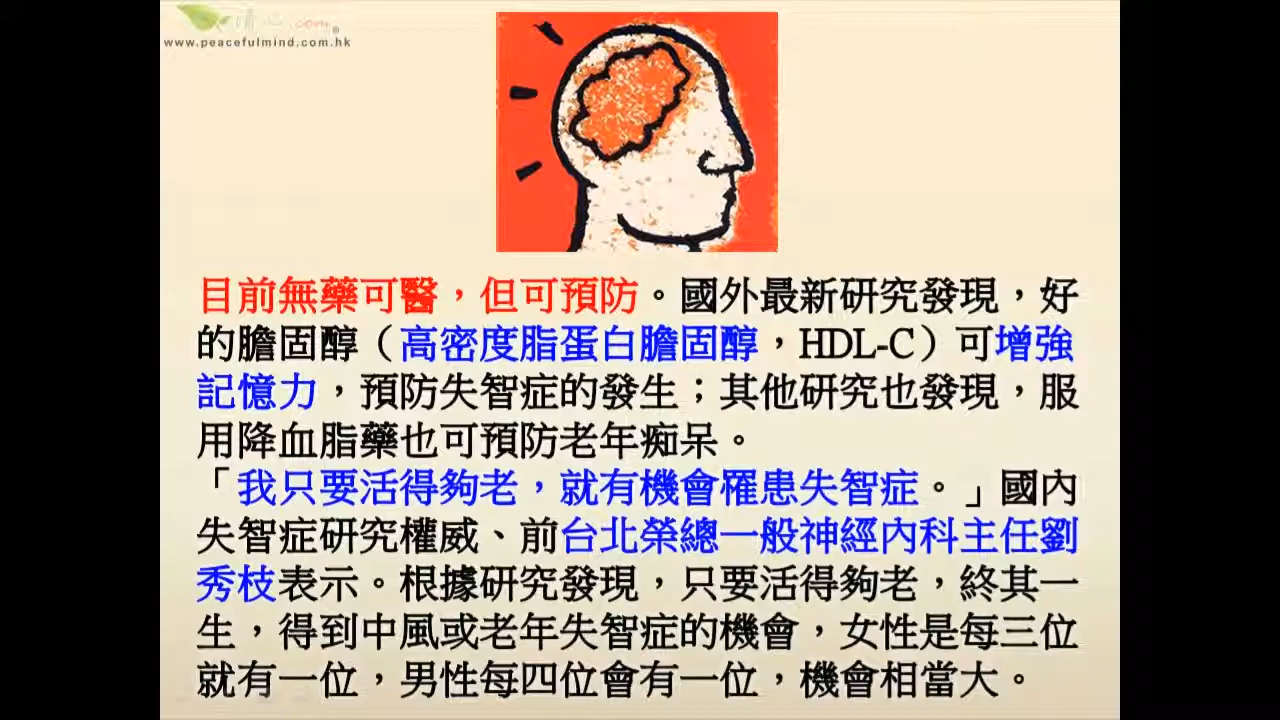 .com®
www.peacefulmind.com.hk
目前無藥可醫，但可預防。國外最新研究發現，好
的膽固醇（高密度脂蛋白膽固醇，HDL-C）可增強
記憶力，預防失智症的發生；其他研究也發現，服
用降血脂藥也可預防老年痴呆。
「我只要活得夠老，就有機會罹患失智症。」國內
失智症研究權威、前台北榮總一般神經內科主任劉
秀枝表示。根據研究發現，只要活得夠老，終其一
生，得到中風或老年失智症的機會，女性是每三位
就有一位，男性每四位會有一位，機會相當大。